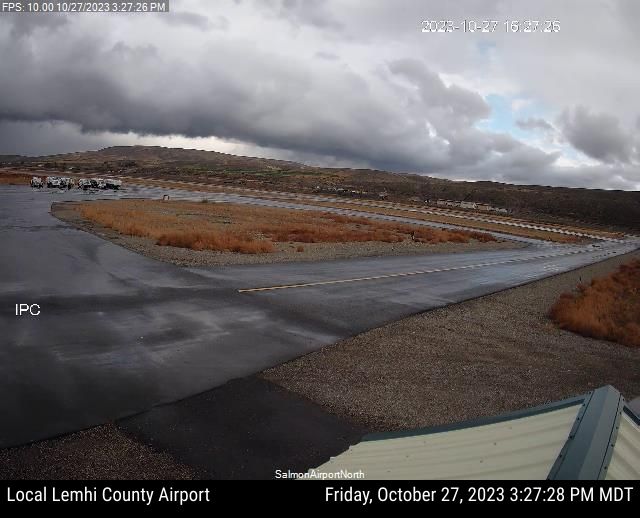 FPS: 10.00 10/27/2023 3:27:26 PM
2023-10-27 15:27:26
IPC
SalmonAirportNorth
Local Lemhi County Airport Friday, October 27, 2023 3:27:28 PM MDT